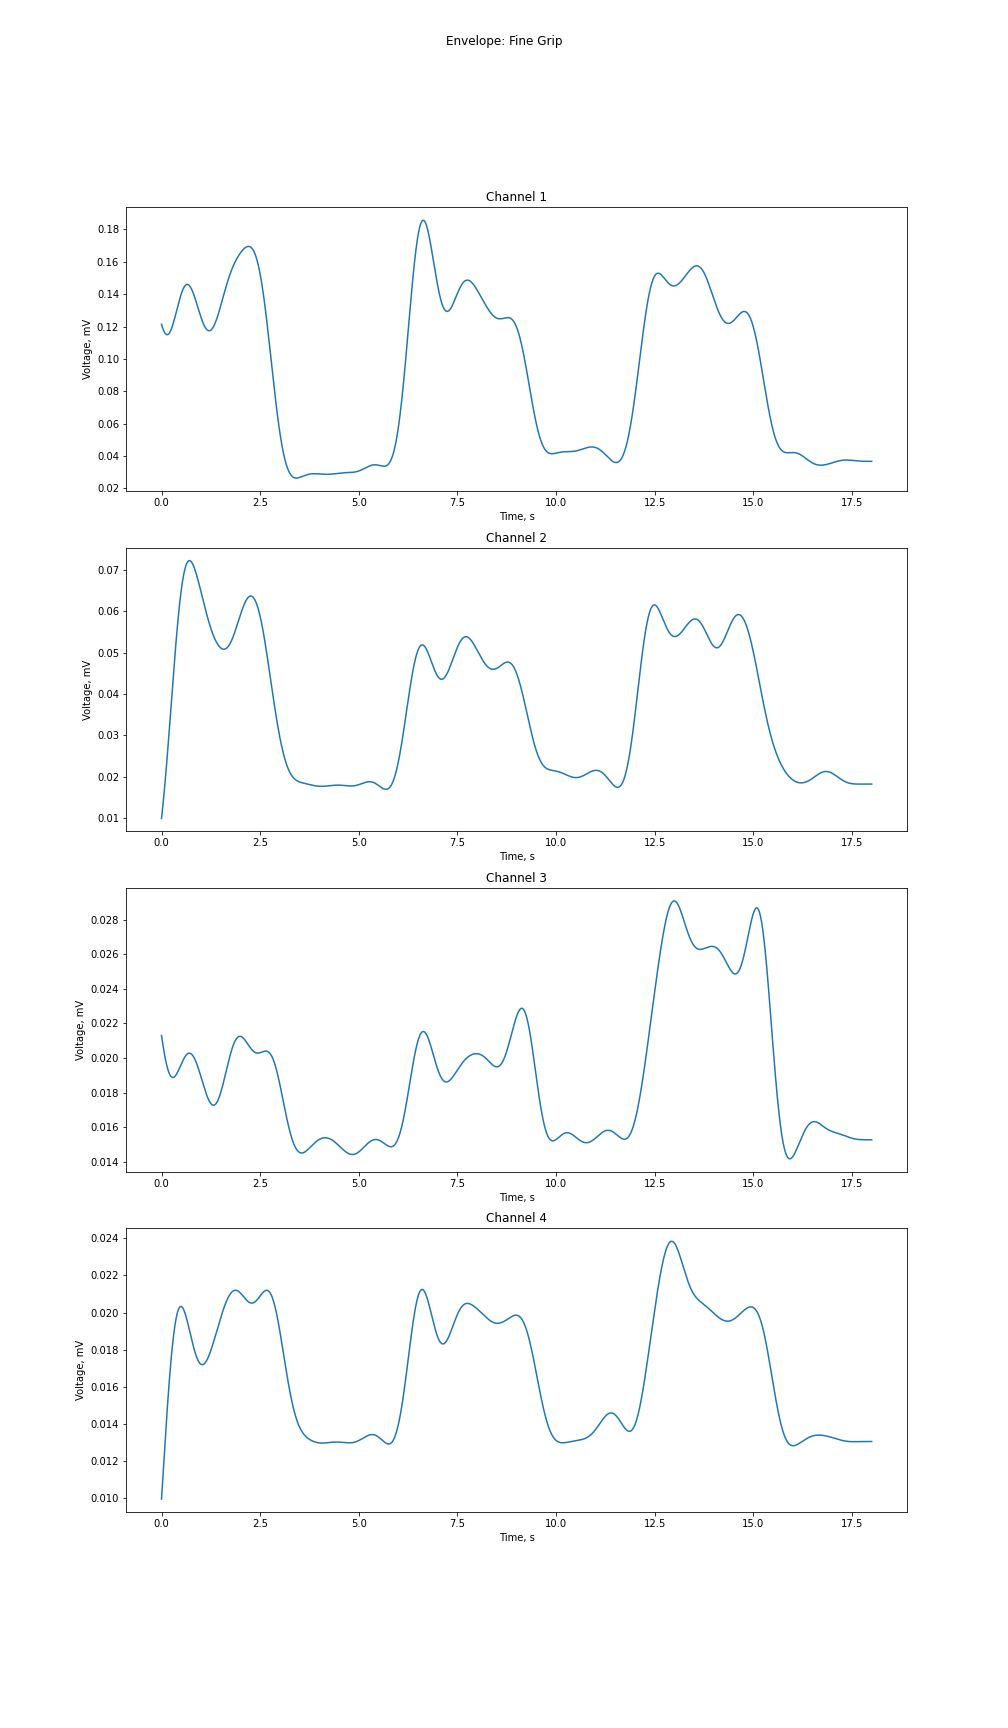 Envelope: Fine Grip
Channel 1
0.18
0.16
0.14
0.12
0.10
0.08
0.06
0.04
0.02
Voltage, mV
0.0 2.5 5.0 7.5 10.0 12.5 15.0 17.5
Time, s
Channel 2
0.07
0.06
0.05
0.04
0.03
0.02
0.01
Voltage, mV
0.0 2.5 5.0 7.5 10.0 12.5 15.0 17.5
Time, s
Channel 3
0.028
0.026
0.024
0.022
0.020
0.018
0.016
0.014
Voltage, mV
0.0 2.5 5.0 7.5 10.0 12.5 15.0 17.5
Time, s
Channel 4
0.024
0.022
0.020
0.018
0.016
0.014
0.012
0.010
Voltage, mV
0.0 2.5 5.0 7.5 10.0 12.5 15.0 17.5
Time, s